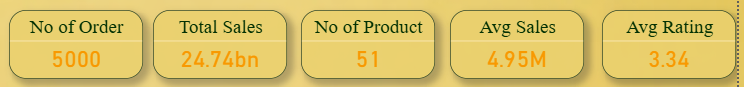 No of Order
5000
Total Sales
24.74bn
No of Product
51
Avg Sales
4.95M
Avg Rating
3.34